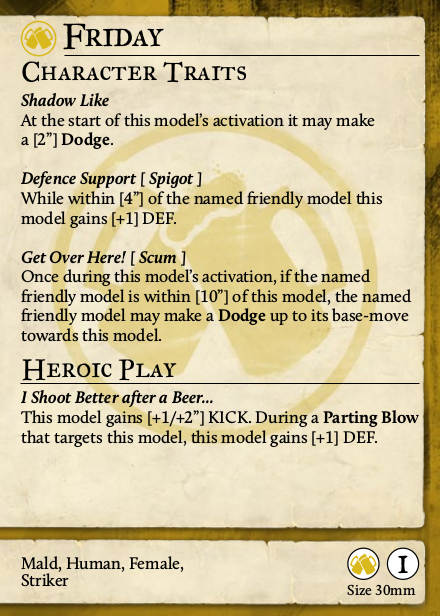 Friday
Character Traits
Shadow Like
At the start of this model’s activation it may make
a [2”] Dodge.
Defence Support [ Spigot ]
While within [4”] of the named friendly model this
model gains [+1] DEF.
Get Over Here! [ Scum ]
Once during this model’s activation, if the named
friendly model is within [10”] of this model, the named
friendly model may make a Dodge up to its base-move
towards this model.
Heroic Play
I Shoot Better after a Beer...
This model gains [+1/+2”] KICK. During a Parting Blow
that targets this model, this model gains [+1] DEF.
Mald, Human, Female,
Striker
1
Size 30mm